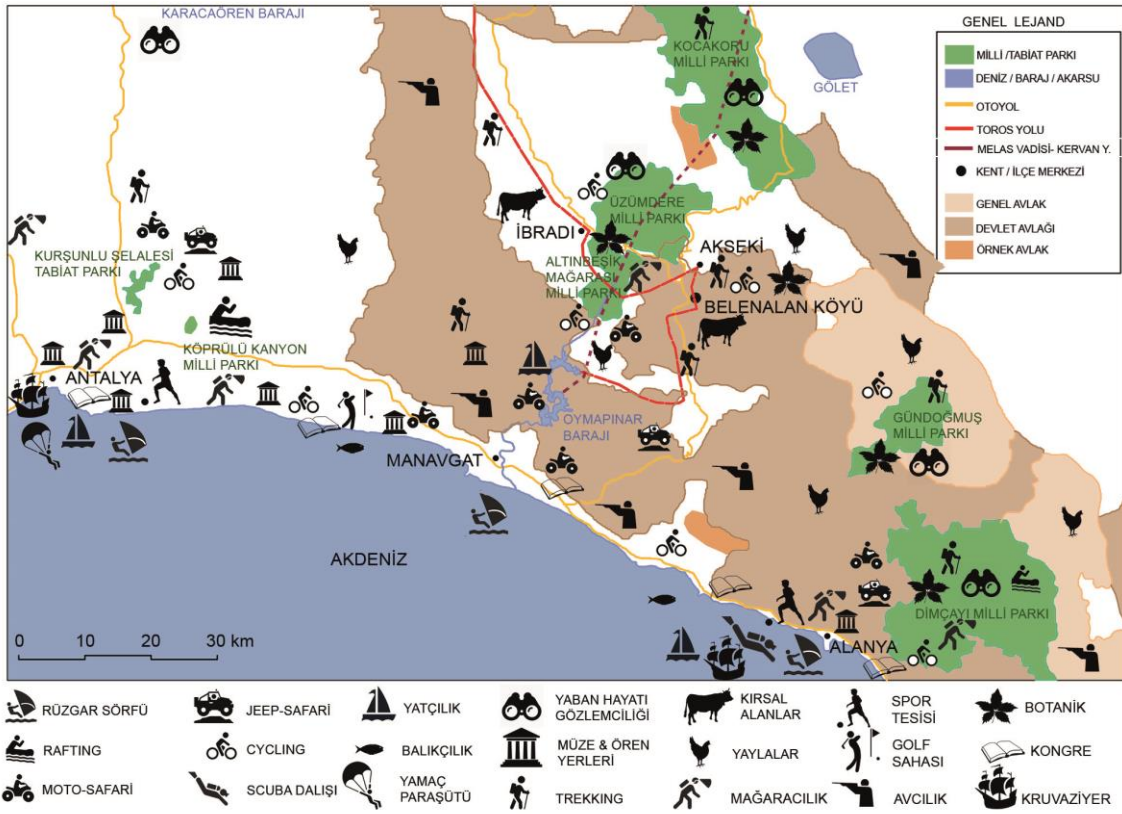 KARACAÖREN BARAJI
KOCAKORU
MİLLİ PARKI
GÖLET
ÜZÜMDERE
MİLLİ PARKI
İBRADI
ALTINBEŞİK
MAĞARASI
MİLLİ PARKI
AKSEKİ
BELENALAN KÖYÜ
KURŞUNLU ŞELALESİ
TABİAT PARKI
KÖPRÜLÜ KANYON
MİLLİ PARKI
ANTALYA
OYMAPINAR
BARAJI
GÜNDOĞMUŞ
MİLLİ PARKI
MANAVGAT
AKDENİZ
DİMÇAYI MİLLİ PARKI
ALANYA
0 10 20 30 km
GENEL LEJAND
MİLLİ /TABİAT PARKI
DENİZ / BARAJ / AKARSU
OTOYOL
TOROS YOLU
MELAS VADİSİ- KERVAN Y.
KENT / İLÇE MERKEZİ
GENEL AVLAK
DEVLET AVLAĞI
ÖRNEK AVLAK
RÜZGAR SÖRFÜ
JEEP-SAFARİ
YATÇILIK
YABAN HAYATI
GÖZLEMCİLİĞİ
KIRSAL
ALANLAR
SPOR
TESİSİ
BOTANİK
RAFTING
CYCLING
BALIKÇILIK
MÜZE & ÖREN
YERLERİ
YAYLALAR
GOLF
SAHASI
KONGRE
MOTO-SAFARİ
SCUBA DALIŞI
YAMAÇ
PARAŞÜTÜ
TREKKING
MAĞARACILIK
AVCILIK
KRUVAZİYER